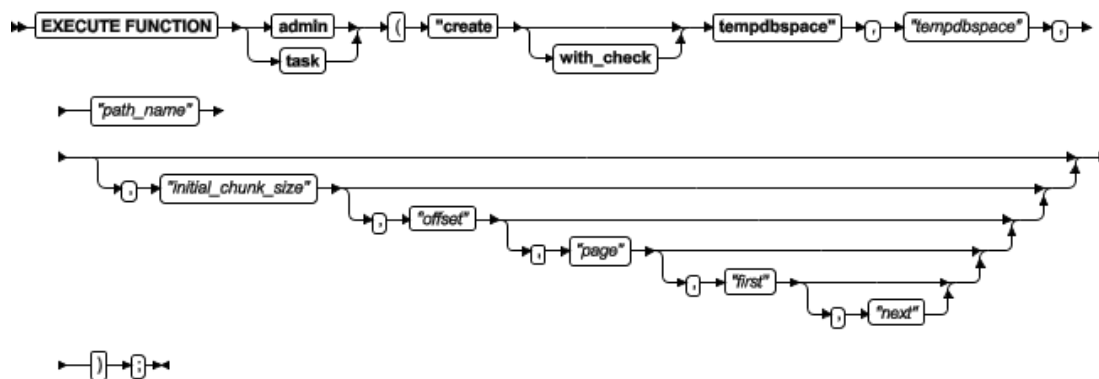 EXECUTE FUNCTION admin ( "create tempdbspace" , "tempdbspace" ,
task with_check
"path_name"
, "initial_chunk_size"
, "offset"
, "page"
, "first"
, "next"
) ;